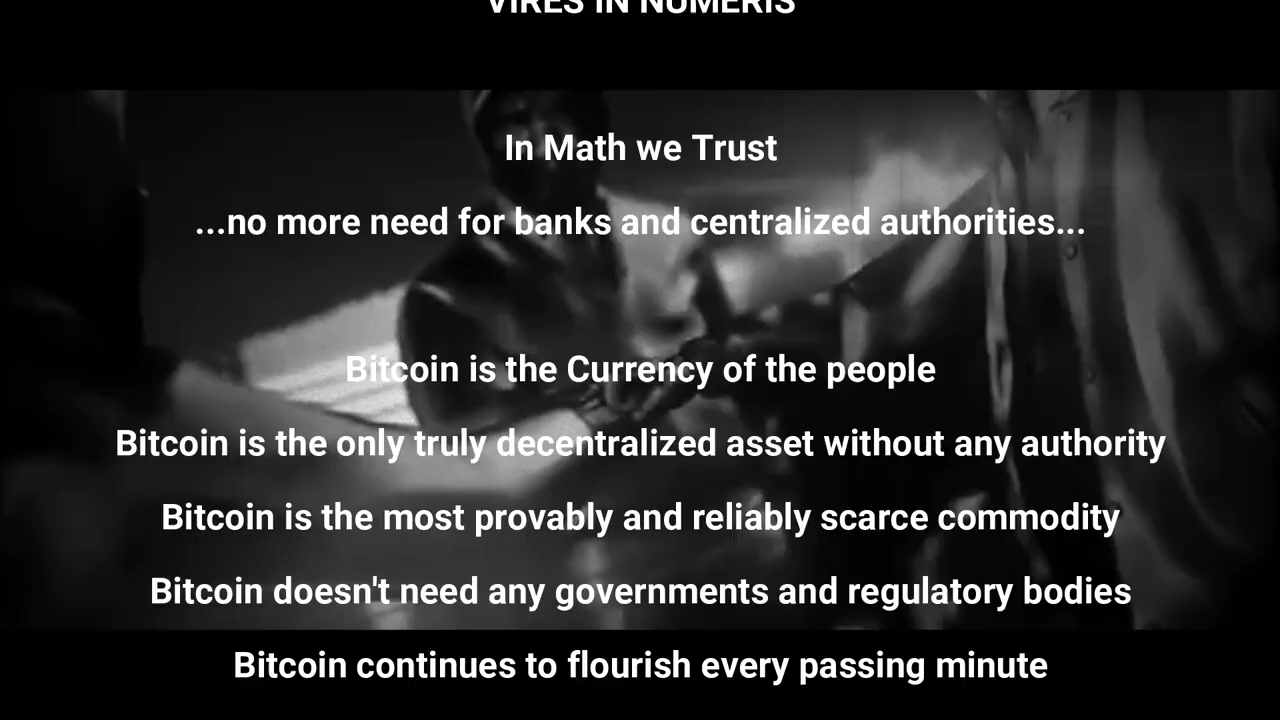 VIRES IN NUMERIS
In Math we Trust
...no more need for banks and centralized authorities...
Bitcoin is the Currency of the people
Bitcoin is the only truly decentralized asset without any authority
Bitcoin is the most provably and reliably scarce commodity
Bitcoin doesn't need any governments and regulatory bodies
Bitcoin continues to flourish every passing minute